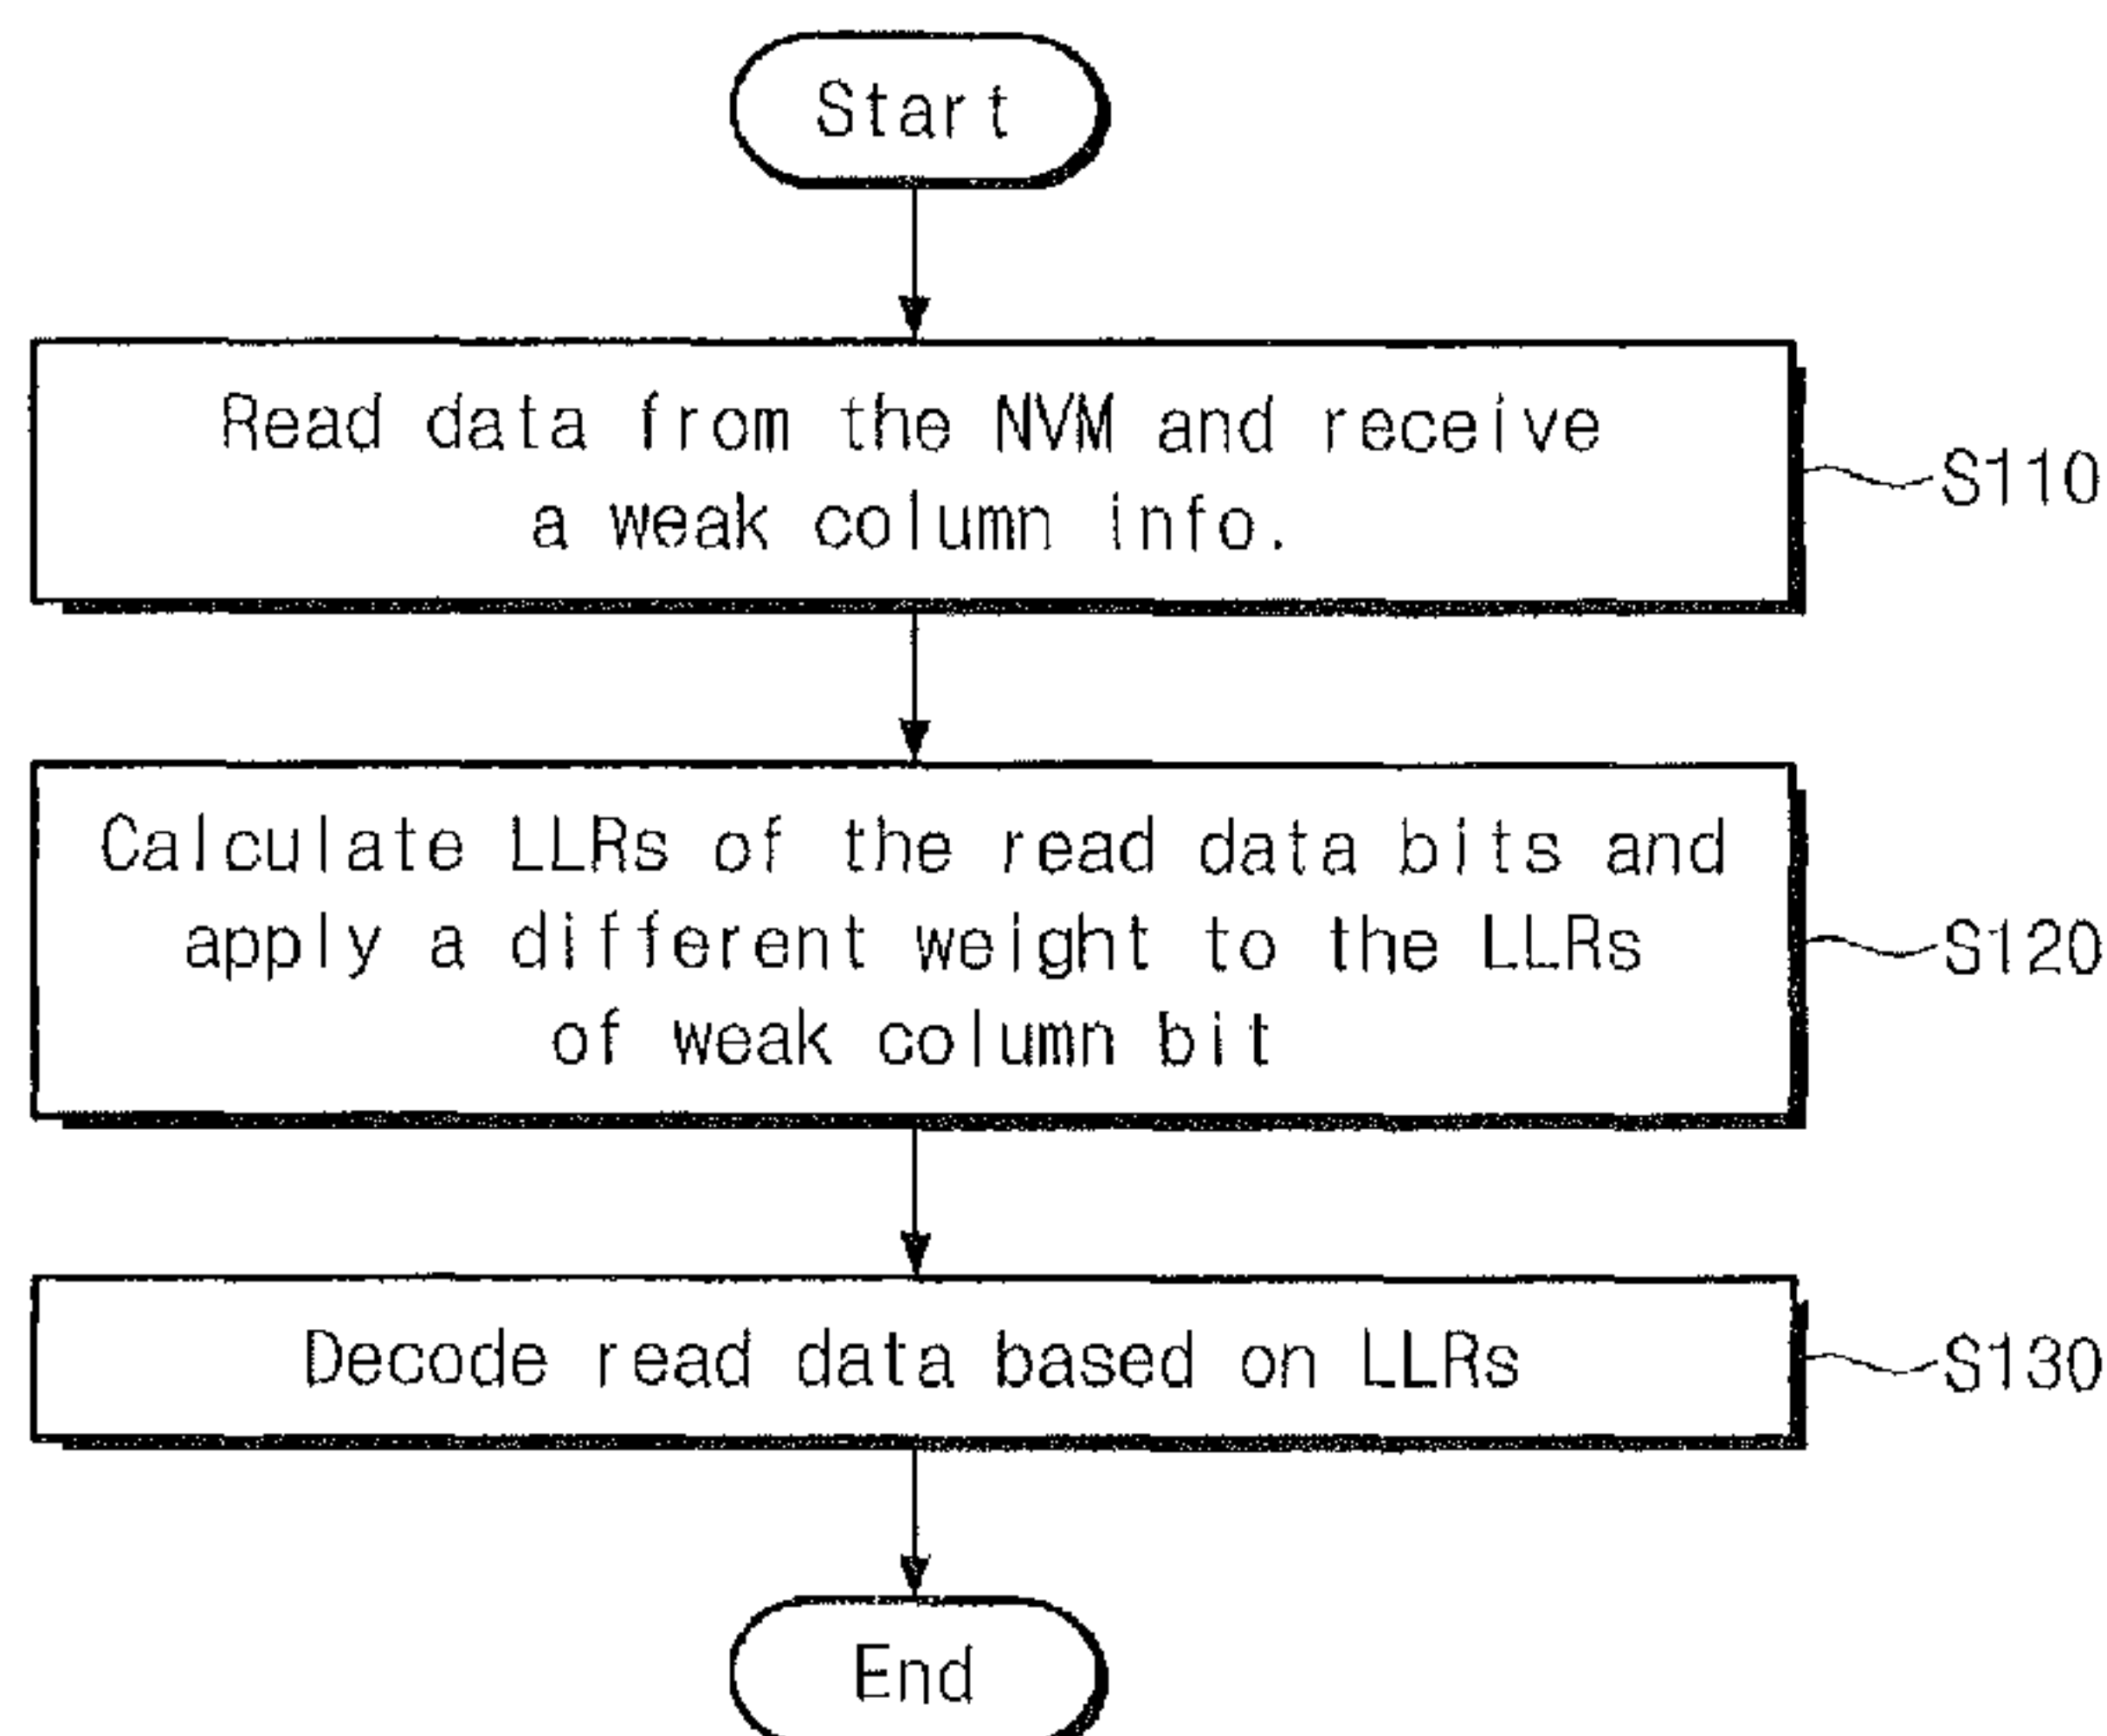 Start
Read data from the NVM and receive
a weak column info.
S110
Calculate LLRs of the read data bits and
apply a different weight to the LLRs
of weak column bit
S120
Decode read data based on LLRs
S130
End